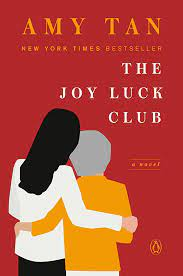 AMY TAN
NEW YORK TIMES BESTSELLER
THE
JOY LUCK
CLUB
a novel